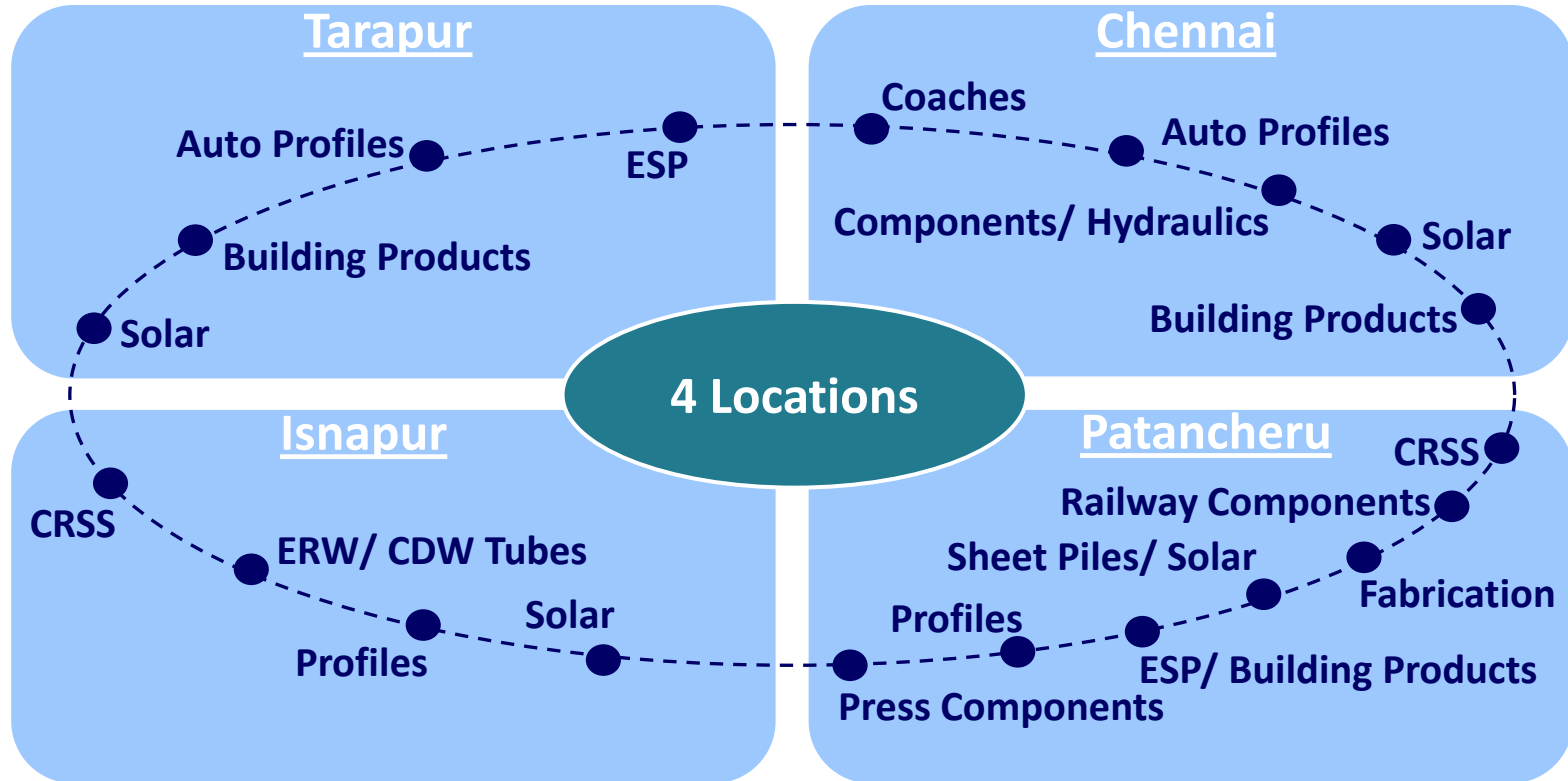 Tarapur
Auto Profiles
ESP
Building Products
Solar
Chennai
Coaches
Auto Profiles
Components/ Hydraulics
Solar
Building Products
4 Locations
Isnapur
CRSS
ERW/ CDW Tubes
Solar
Profiles
Patancheru
CRSS
Railway Components
Sheet Piles/ Solar
Fabrication
Profiles
ESP/ Building Products
Press Components